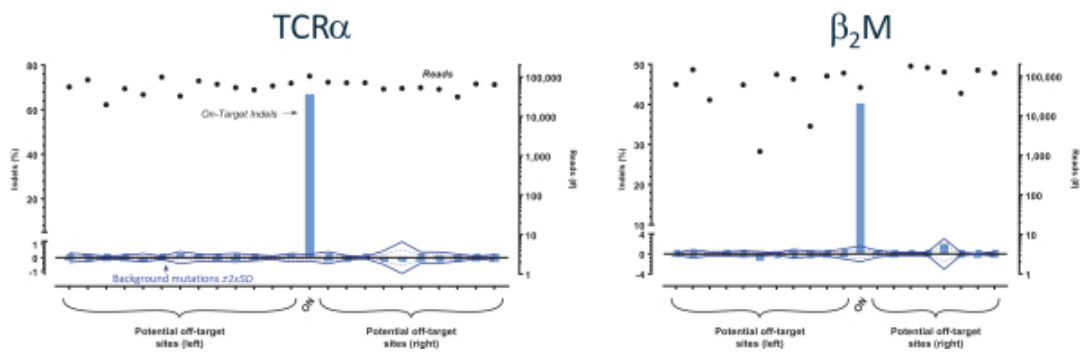 TCRα
80
60
40
20
1
0
-1
Indels (%)
Reads
On-Target Indels
Background mutations ±2xSD
100,000
10,000
1,000
100
10
1
Reads (#)
ON
Potential off-target
sites (left)
Potential off-target
sites (right)
β2M
50
40
30
20
10
4
0
-4
Indels (%)
100,000
10,000
1,000
100
10
1
Reads (#)
ON
Potential off-target
sites (left)
Potential off-target
sites (right)